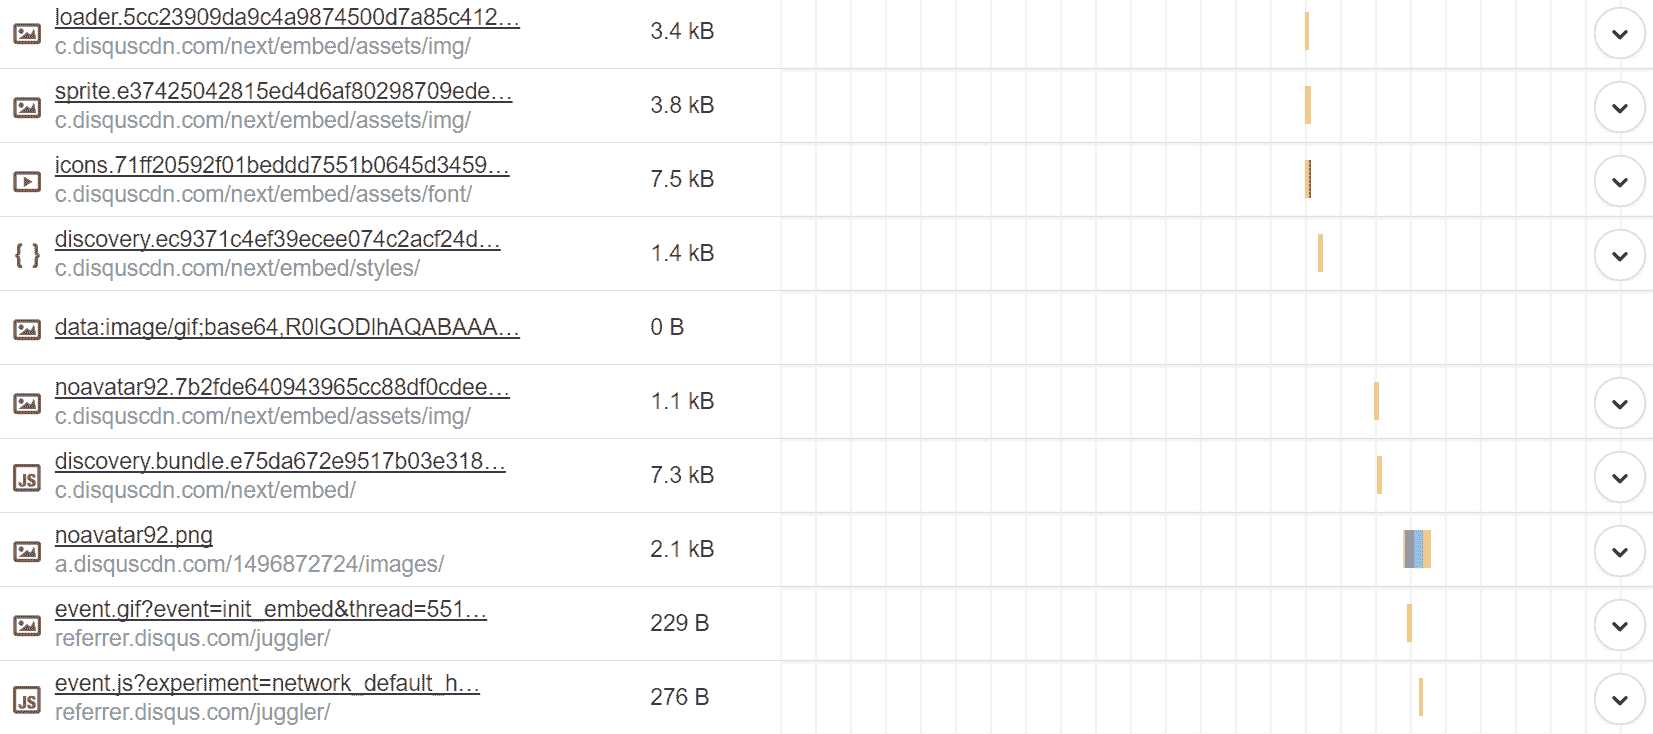 loader.5cc23909da9c4a9874500d7a85c412…
c.disquscdn.com/next/embed/assets/img/
3.4 kB
sprite.e37425042815ed4d6af80298709ede…
c.disquscdn.com/next/embed/assets/img/
3.8 kB
icons.71ff20592f01beddd7551b0645d3459…
c.disquscdn.com/next/embed/assets/font/
7.5 kB
discovery.ec9371c4ef39ecee074c2acf24d…
c.disquscdn.com/next/embed/styles/
1.4 kB
data:image/gif;base64,R0lGODlhAQABAAA…
0 B
noavatar92.7b2fde640943965cc88df0cdee…
c.disquscdn.com/next/embed/assets/img/
1.1 kB
JS
discovery.bundle.e75da672e9517b03e318…
c.disquscdn.com/next/embed/
7.3 kB
noavatar92.png
a.disquscdn.com/1496872724/images/
2.1 kB
event.gif?event=init_embed&thread=551…
referrer.disqus.com/juggler/
229 B
JS
event.js?experiment=network_default_h…
referrer.disqus.com/juggler/
276 B